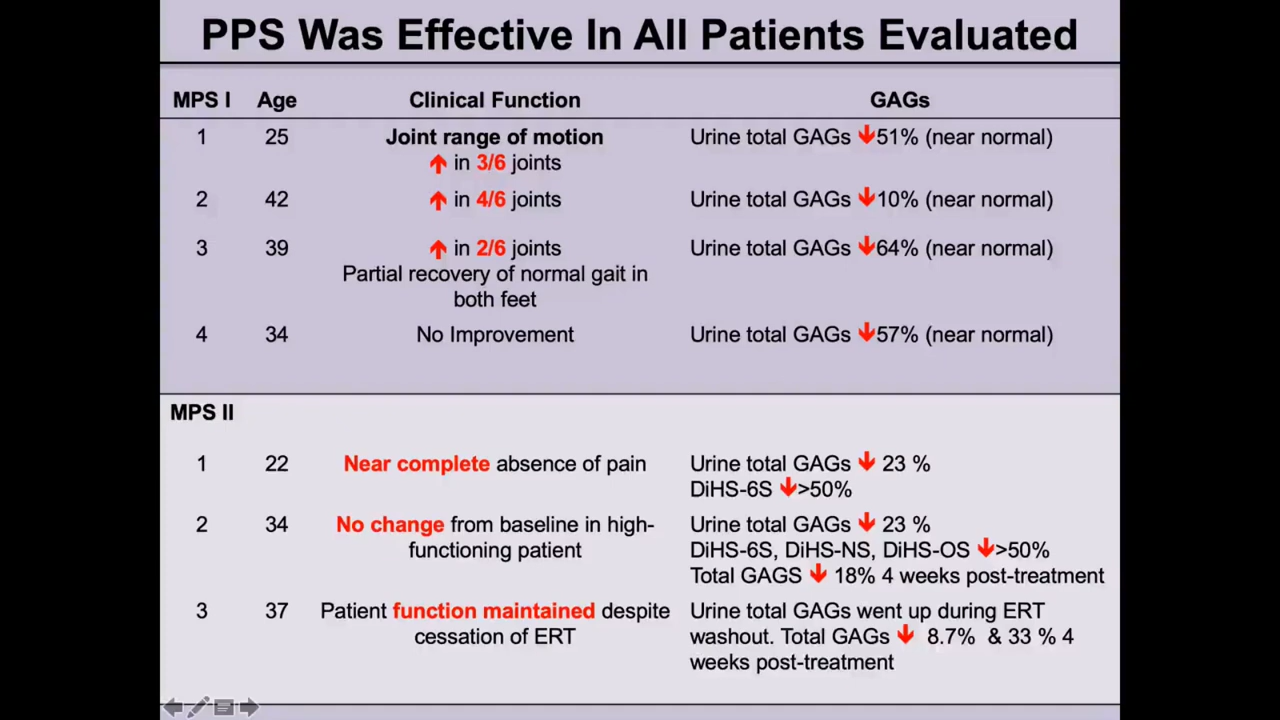 PPS Was Effective In All Patients Evaluated
MPS I Age Clinical Function GAGs
1 25 Joint range of motion Urine total GAGs ↓51% (near normal)
↑ in 3/6 joints
2 42 ↑ in 4/6 joints Urine total GAGs ↓10% (near normal)
3 39 ↑ in 2/6 joints Urine total GAGs ↓64% (near normal)
Partial recovery of normal gait in
both feet
4 34 No Improvement Urine total GAGs ↓57% (near normal)
MPS II
1 22 Near complete absence of pain Urine total GAGs ↓ 23 %
DiHS-6S ↓>50%
2 34 No change from baseline in high- Urine total GAGs ↓ 23 %
functioning patient DiHS-6S, DiHS-NS, DiHS-OS ↓>50%
Total GAGS ↓ 18% 4 weeks post-treatment
3 37 Patient function maintained despite Urine total GAGs went up during ERT
cessation of ERT washout. Total GAGs ↓ 8.7% & 33 % 4
weeks post-treatment